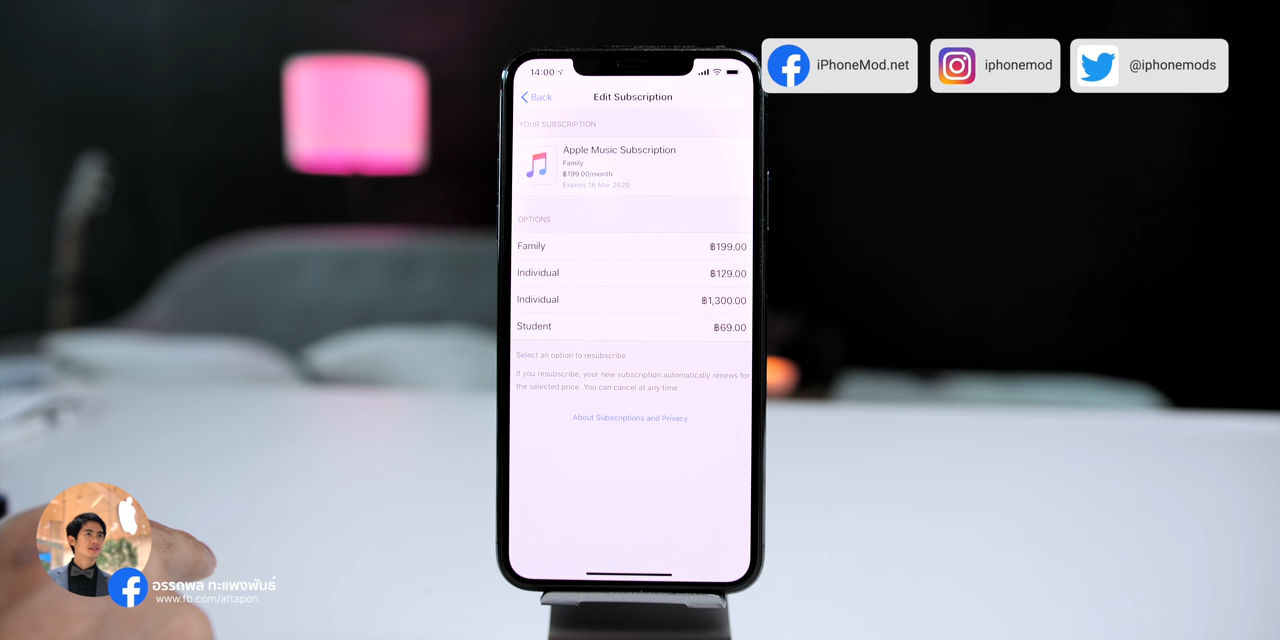 iPhoneMod.net
iphonemod
@iphonemods
14:00
Back
Edit Subscription
YOUR SUBSCRIPTION
Apple Music Subscription
Family
฿199.00/month
Expires 16 Mar 2020
OPTIONS
Family ฿199.00
Individual ฿129.00
Individual ฿1,300.00
Student ฿69.00
Select an option to resubscribe
If you resubscribe, your new subscription automatically renews for
the selected price. You can cancel at any time.
About Subscriptions and Privacy
อรรถพล ทะแพงพันธ์
www.fb.com/attapon